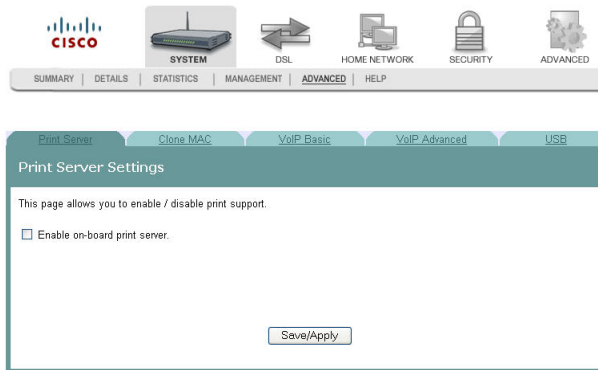 CISCO
SYSTEM DSL HOME NETWORK SECURITY ADVANCED
SUMMARY | DETAILS | STATISTICS | MANAGEMENT | ADVANCED | HELP
Print Server Clone MAC VoIP Basic VoIP Advanced USB
Print Server Settings
This page allows you to enable / disable print support.
Enable on-board print server.
Save/Apply